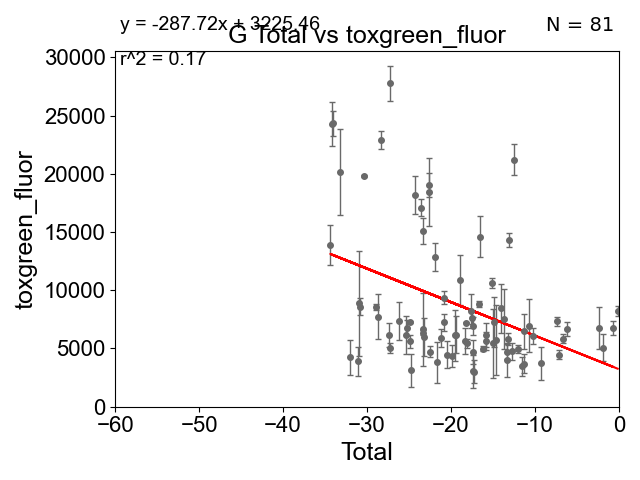 y = -287.72x + 3225.46
G Total vs toxgreen_fluor
N = 81
r^2 = 0.17
30000
25000
20000
15000
10000
5000
0
toxgreen_fluor
−60 −50 −40 −30 −20 −10 0
Total